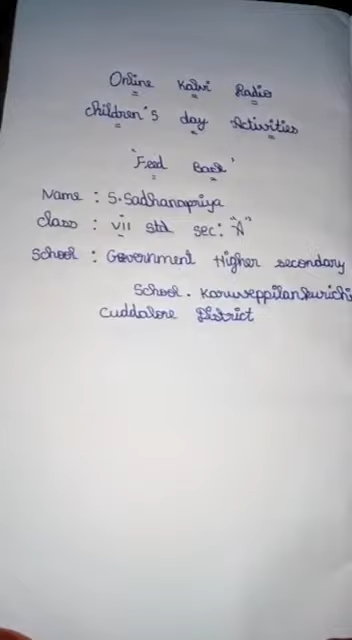 Online Kalvi Radio
Children's day Activities
"Feed Back"
Name : S. Sadhanapriya
Class : vii std sec: "A"
School : Government Higher secondary
School. Karuveppilankurichi
Cuddalore District